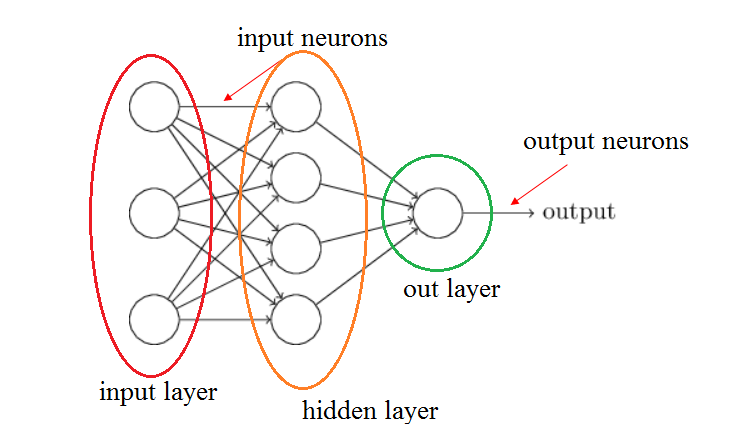 input neurons
output neurons
output
out layer
input layer
hidden layer